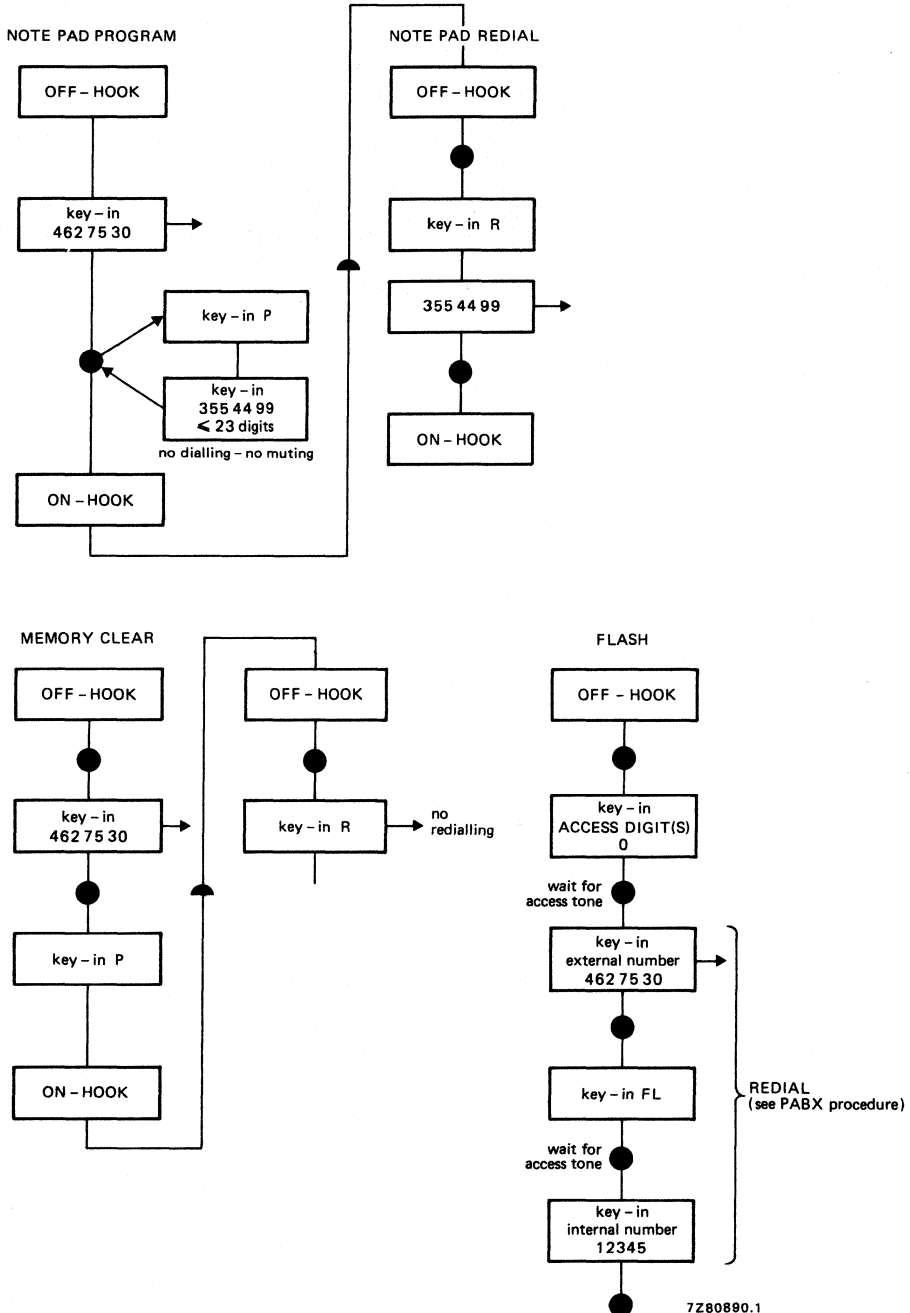 NOTE PAD PROGRAM
OFF – HOOK
key – in
462 75 30
key – in P
key – in
355 44 99
⩽ 23 digits
no dialling – no muting
ON – HOOK
NOTE PAD REDIAL
OFF – HOOK
key – in R
355 44 99
ON – HOOK
MEMORY CLEAR
OFF – HOOK
key – in
462 75 30
key – in P
ON – HOOK
OFF – HOOK
key – in R
no
redialling
FLASH
OFF – HOOK
key – in
ACCESS DIGIT(S)
0
wait for
access tone
key – in
external number
462 75 30
key – in FL
wait for
access tone
key – in
internal number
12345
REDIAL
(see PABX procedure)
7Z80890.1